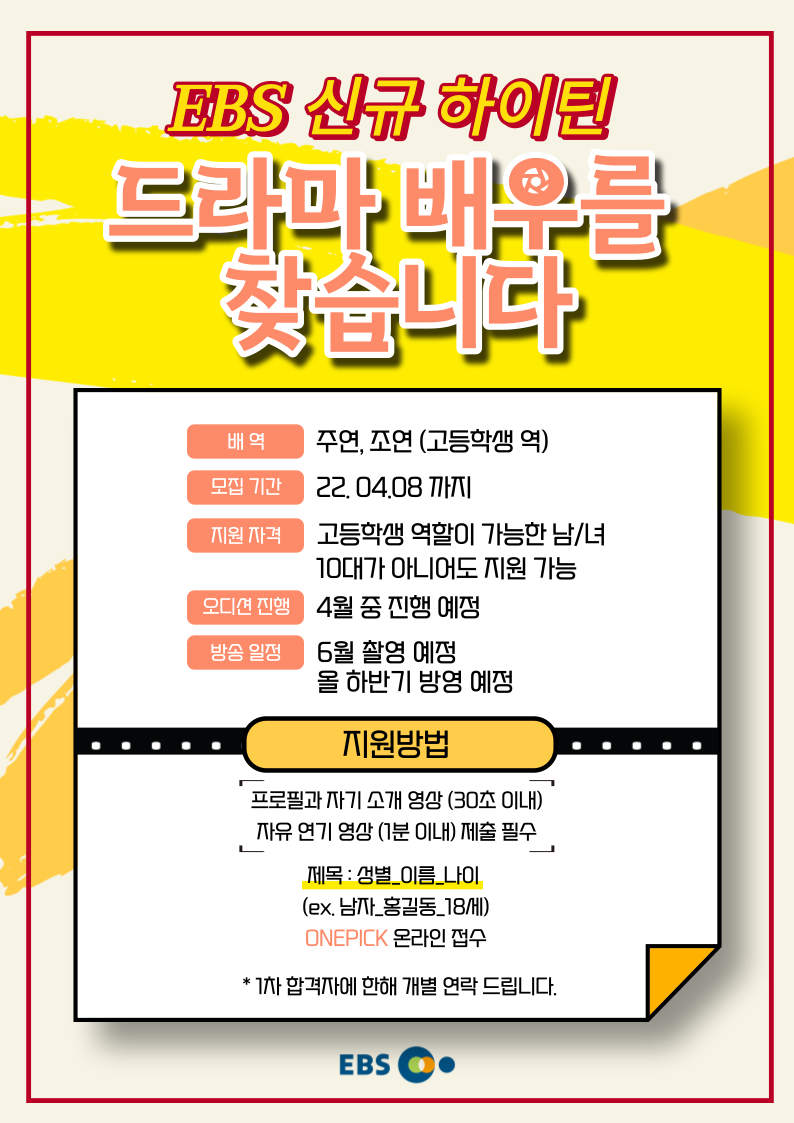 EBS 신규 하이틴
드라마 배우를
찾습니다
배 역 주연, 조연 (고등학생 역)
모집 기간 22. 04.08 까지
지원 자격 고등학생 역할이 가능한 남/녀
10대가 아니어도 지원 가능
오디션 진행 4월 중 진행 예정
방송 일정 6월 촬영 예정
올 하반기 방영 예정
지원방법
프로필과 자기 소개 영상 (30초 이내)
자유 연기 영상 (1분 이내) 제출 필수
제목 : 성별_이름_나이
(ex. 남자_홍길동_18세)
ONEPICK 온라인 접수
* 1차 합격자에 한해 개별 연락 드립니다.
EBS